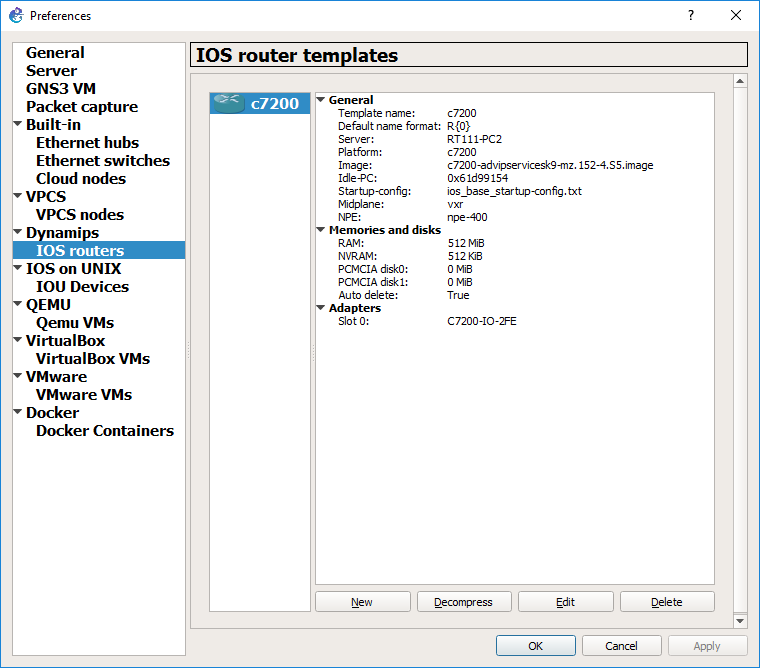 Preferences
?
General
Server
GNS3 VM
Packet capture
Built-in
Ethernet hubs
Ethernet switches
Cloud nodes
VPCS
VPCS nodes
Dynamips
IOS routers
IOS on UNIX
IOU Devices
QEMU
Qemu VMs
VirtualBox
VirtualBox VMs
VMware
VMware VMs
Docker
Docker Containers
IOS router templates
c7200
General
Template name: c7200
Default name format: R{0}
Server: RT111-PC2
Platform: c7200
Image: c7200-advipservicesk9-mz.152-4.S5.image
Idle-PC: 0x61d99154
Startup-config: ios_base_startup-config.txt
Midplane: vxr
NPE: npe-400
Memories and disks
RAM: 512 MiB
NVRAM: 512 KiB
PCMCIA disk0: 0 MiB
PCMCIA disk1: 0 MiB
Auto delete: True
Adapters
Slot 0: C7200-IO-2FE
New Decompress Edit Delete
OK Cancel Apply